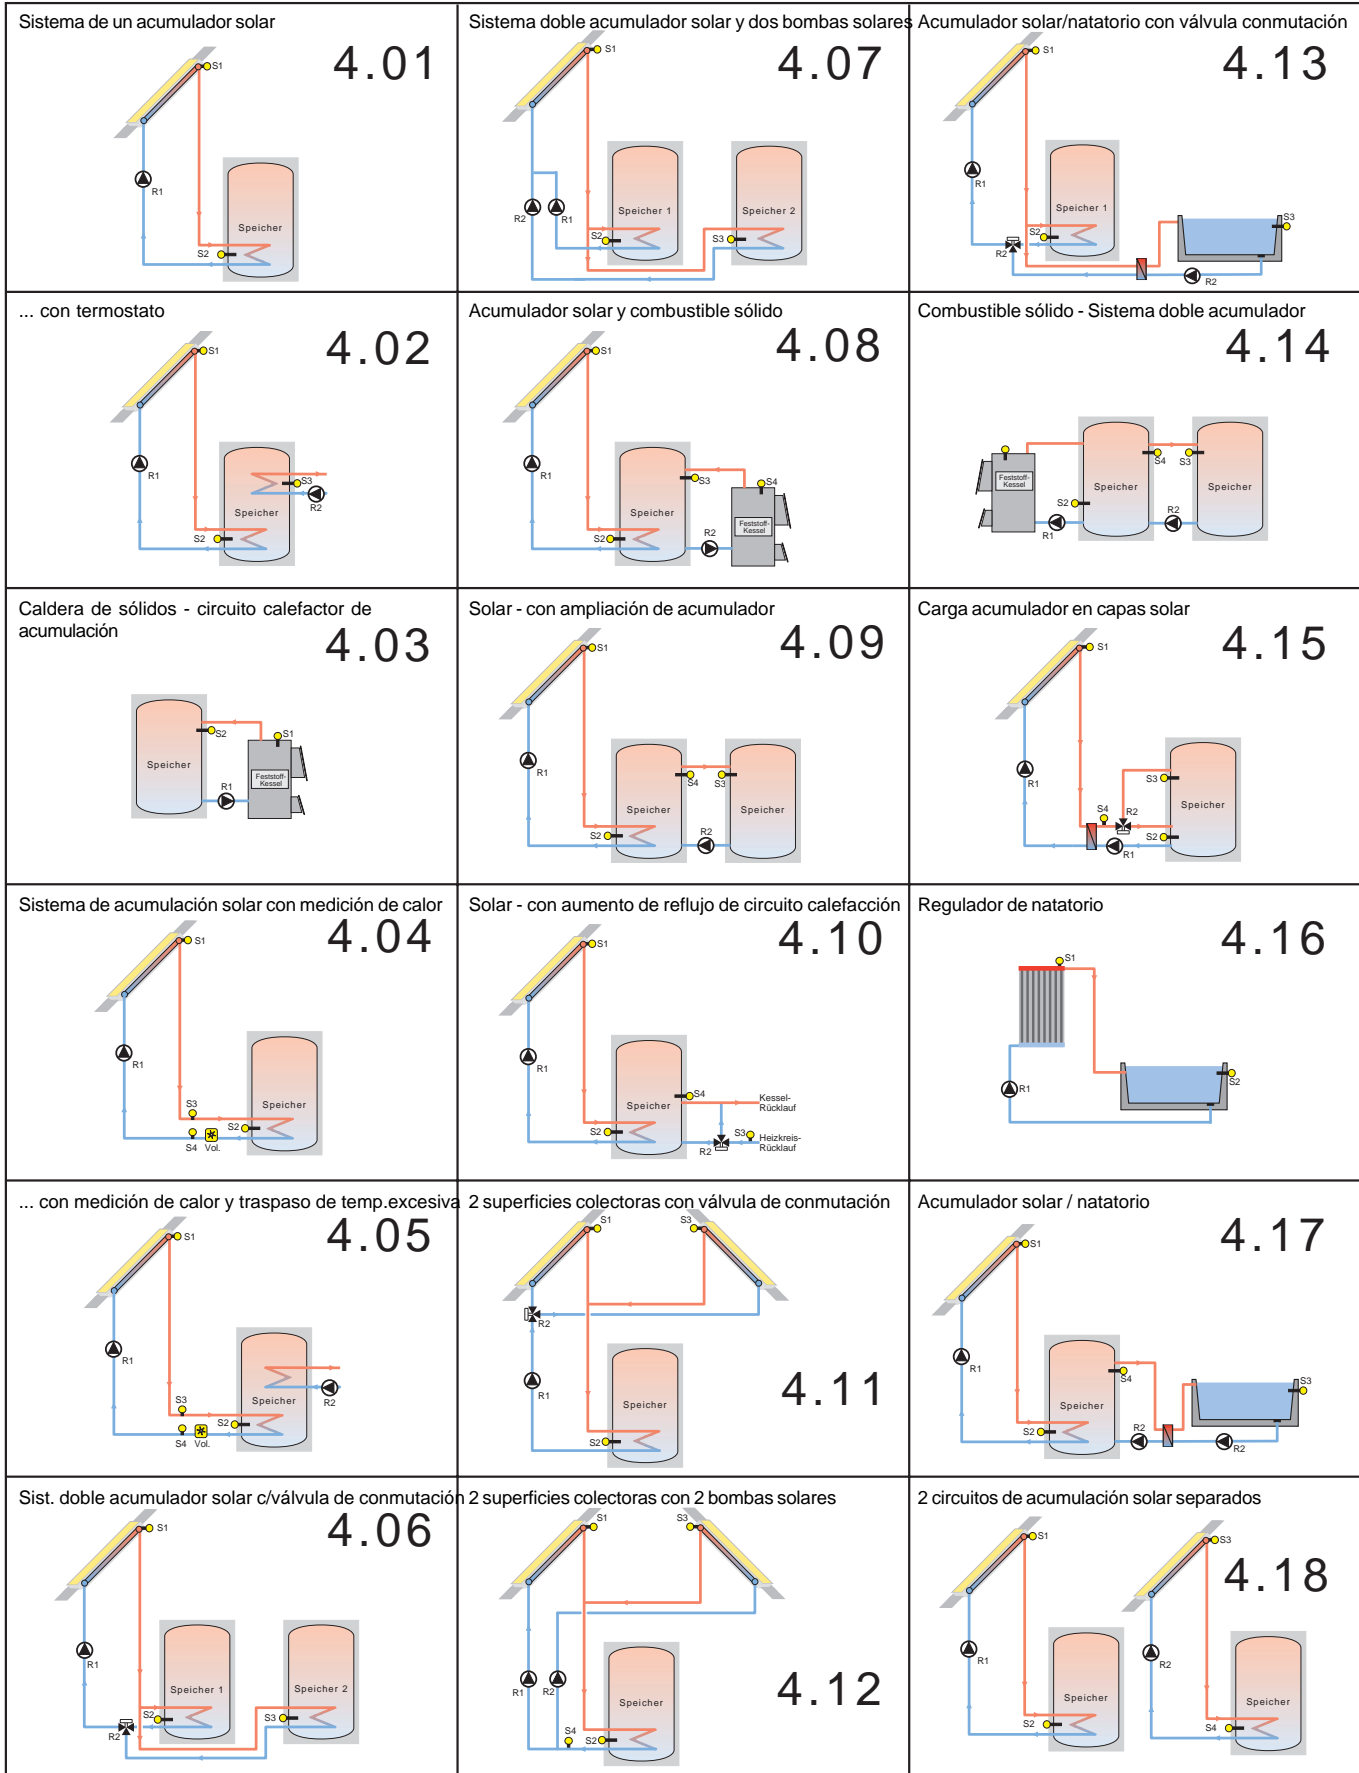 Sistema de un acumulador solar
4.01
S1
R1
Speicher
S2
Sistema doble acumulador solar y dos bombas solares
4.07
S1
R2
R1
Speicher 1
Speicher 2
S2
S3
Acumulador solar/natatorio con válvula conmutación
4.13
S1
R1
Speicher 1
S3
S2
R2
R2
... con termostato
4.02
S1
R1
S3
R2
Speicher
S2
Acumulador solar y combustible sólido
4.08
S1
R1
S3
S4
Speicher
Feststoff-
Kessel
R2
S2
Combustible sólido - Sistema doble acumulador
4.14
S4
S3
Feststoff-
Kessel
Speicher
Speicher
S2
R1
R2
Caldera de sólidos - circuito calefactor de
acumulación
4.03
S2
S1
Speicher
Feststoff-
Kessel
R1
Solar - con ampliación de acumulador
4.09
S1
R1
S4
S3
Speicher
Speicher
S2
R2
Carga acumulador en capas solar
4.15
S1
R1
S3
S4
R2
Speicher
S2
R1
Sistema de acumulación solar con medición de calor
4.04
S1
R1
S3
Speicher
S2
S4
Vol.
Solar - con aumento de reflujo de circuito calefacción
4.10
S1
R1
S4
Kessel-
Rücklauf
Speicher
S2
S3
R2
Heizkreis-
Rücklauf
Regulador de natatorio
4.16
S1
R1
S2
... con medición de calor y traspaso de temp.excesiva
4.05
S1
R1
R2
S3
Speicher
S2
S4
Vol.
2 superficies colectoras con válvula de conmutación
S1
S3
R2
R1
4.11
Speicher
S2
Acumulador solar / natatorio
4.17
S1
R1
S4
S3
Speicher
S2
R2
R2
Sist. doble acumulador solar c/válvula de conmutación
4.06
S1
R1
Speicher 1
Speicher 2
S2
S3
R2
2 superficies colectoras con 2 bombas solares
S1
S3
R1
R2
4.12
Speicher
S4
S2
2 circuitos de acumulación solar separados
S1
S3
4.18
R1
R2
Speicher
Speicher
S2
S4